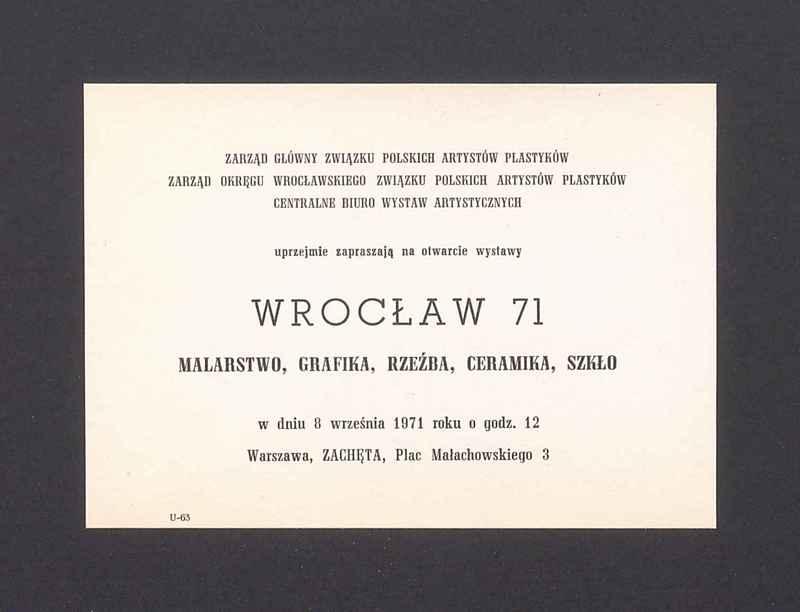 ZARZĄD GŁÓWNY ZWIĄZKU POLSKICH ARTYSTÓW PLASTYKÓW
ZARZĄD OKRĘGU WROCŁAWSKIEGO ZWIĄZKU POLSKICH ARTYSTÓW PLASTYKÓW
CENTRALNE BIURO WYSTAW ARTYSTYCZNYCH
uprzejmie zapraszają na otwarcie wystawy
WROCŁAW 71
MALARSTWO, GRAFIKA, RZEŹBA, CERAMIKA, SZKŁO
w dniu 8 września 1971 roku o godz. 12
Warszawa, ZACHĘTA, Plac Małachowskiego 3
U-63